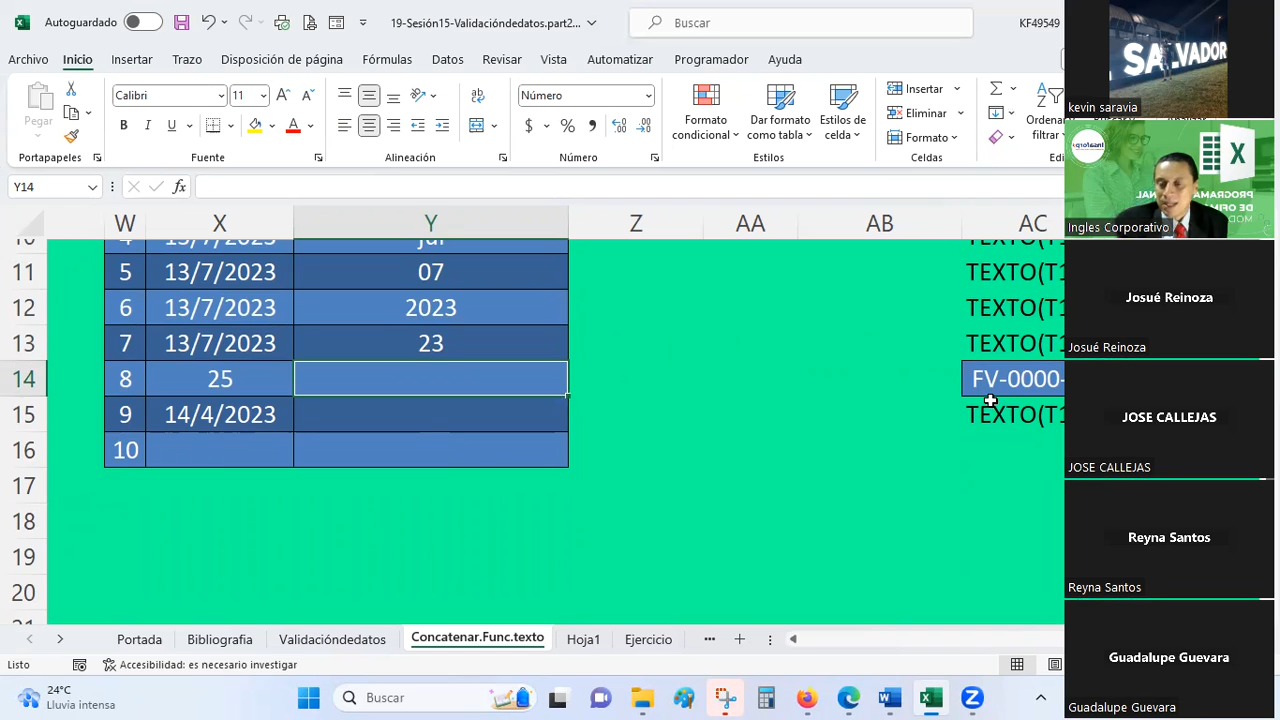 Autoguardado
19-Sesión15-Validacióndedatos.part2...
Buscar
KF49549
Archivo Inicio Insertar Trazo Disposición de página Fórmulas Datos Revisar Vista Automatizar Programador Ayuda
Pegar
Portapapeles
Calibri 11
N K S
Fuente
Alineación
Número
$ % 000
Número
Formato condicional
Dar formato como tabla
Estilos de celda
Estilos
Insertar
Eliminar
Formato
Celdas
Ordenar
filtrar
Y14
fx
W X Y Z AA AB AC
11 5 13/7/2023 07 TEXTO(T1
12 6 13/7/2023 2023 TEXTO(T1
13 7 13/7/2023 23 TEXTO(T1
14 8 25 FV-0000-
15 9 14/4/2023 TEXTO(T1
16 10
17
18
19
20
Portada Bibliografia Validacióndedatos Concatenar.Func.texto Hoja1 Ejercicio
Listo
Accesibilidad: es necesario investigar
24°C
Lluvia intensa
Buscar
SALVADOR
kevin saravia
Ingles Corporativo
Josué Reinoza
Josué Reinoza
JOSE CALLEJAS
JOSE CALLEJAS
Reyna Santos
Reyna Santos
Guadalupe Guevara
Guadalupe Guevara